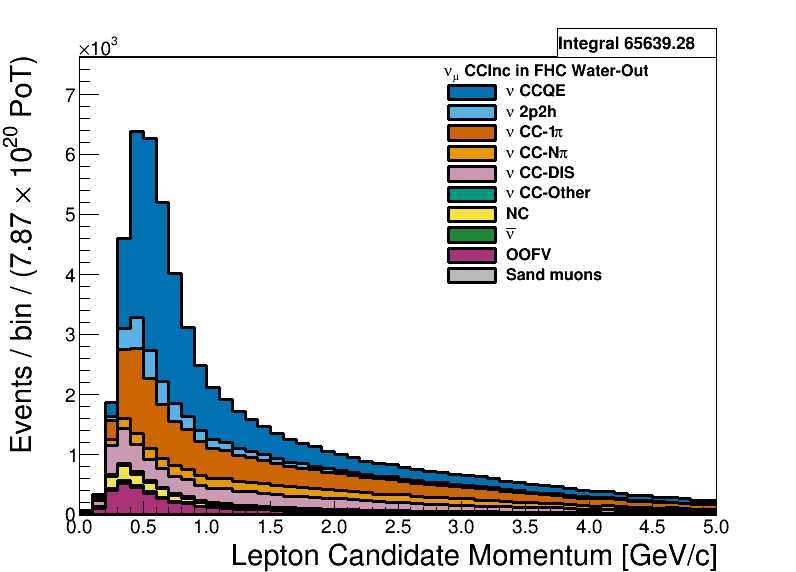 ×10³
Integral 65639.28
ν_μ CCInc in FHC Water-Out
ν CCQE
ν 2p2h
ν CC-1π
ν CC-Nπ
ν CC-DIS
ν CC-Other
NC
ν̅
OOFV
Sand muons
Events / bin / (7.87 × 10²⁰ PoT)
7
6
5
4
3
2
1
0
0.0 0.5 1.0 1.5 2.0 2.5 3.0 3.5 4.0 4.5 5.0
Lepton Candidate Momentum [GeV/c]